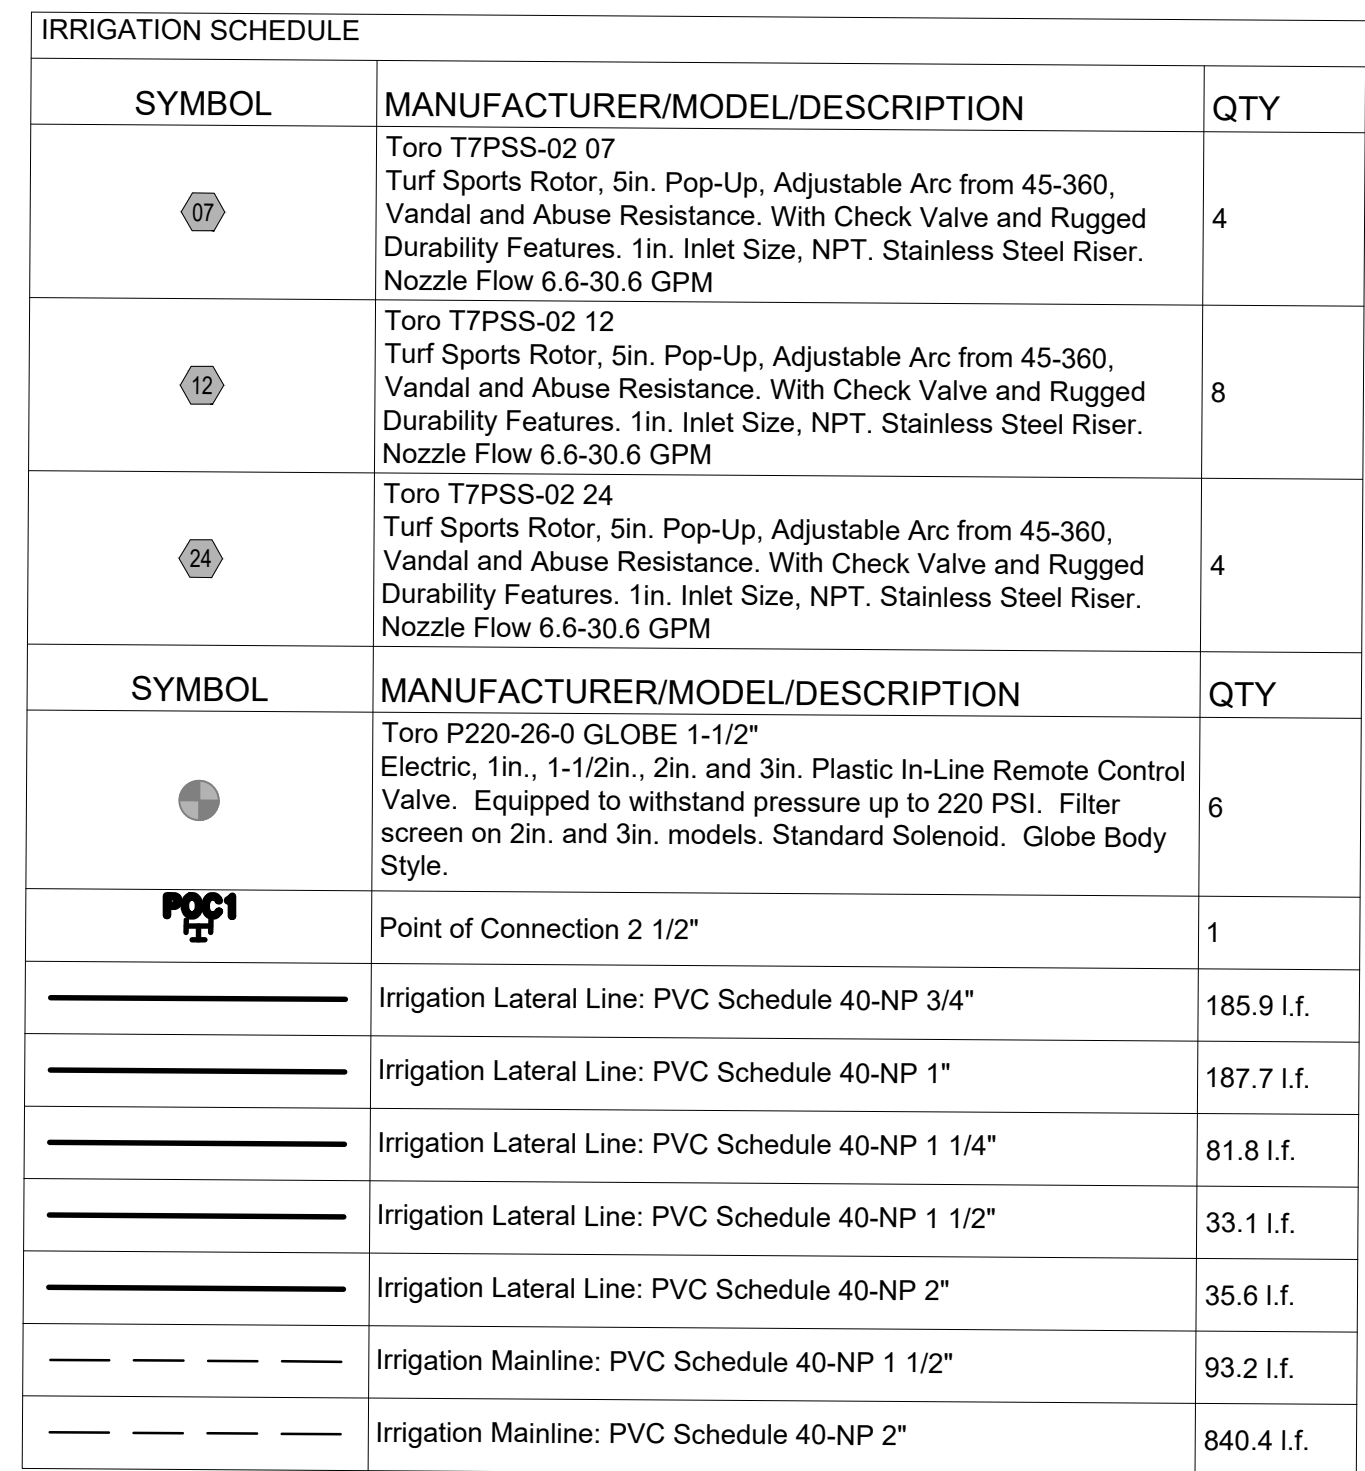 IRRIGATION SCHEDULE
SYMBOL MANUFACTURER/MODEL/DESCRIPTION QTY
Toro T7PSS-02 07
Turf Sports Rotor, 5in. Pop-Up, Adjustable Arc from 45-360,
07 Vandal and Abuse Resistance. With Check Valve and Rugged 4
Durability Features. 1in. Inlet Size, NPT. Stainless Steel Riser.
Nozzle Flow 6.6-30.6 GPM
Toro T7PSS-02 12
Turf Sports Rotor, 5in. Pop-Up, Adjustable Arc from 45-360,
12 Vandal and Abuse Resistance. With Check Valve and Rugged 8
Durability Features. 1in. Inlet Size, NPT. Stainless Steel Riser.
Nozzle Flow 6.6-30.6 GPM
Toro T7PSS-02 24
Turf Sports Rotor, 5in. Pop-Up, Adjustable Arc from 45-360,
24 Vandal and Abuse Resistance. With Check Valve and Rugged 4
Durability Features. 1in. Inlet Size, NPT. Stainless Steel Riser.
Nozzle Flow 6.6-30.6 GPM
SYMBOL MANUFACTURER/MODEL/DESCRIPTION QTY
Toro P220-26-0 GLOBE 1-1/2"
Electric, 1in., 1-1/2in., 2in. and 3in. Plastic In-Line Remote Control
Valve. Equipped to withstand pressure up to 220 PSI. Filter 6
screen on 2in. and 3in. models. Standard Solenoid. Globe Body
Style.
POC1 Point of Connection 2 1/2" 1
Irrigation Lateral Line: PVC Schedule 40-NP 3/4" 185.9 l.f.
Irrigation Lateral Line: PVC Schedule 40-NP 1" 187.7 l.f.
Irrigation Lateral Line: PVC Schedule 40-NP 1 1/4" 81.8 l.f.
Irrigation Lateral Line: PVC Schedule 40-NP 1 1/2" 33.1 l.f.
Irrigation Lateral Line: PVC Schedule 40-NP 2" 35.6 l.f.
Irrigation Mainline: PVC Schedule 40-NP 1 1/2" 93.2 l.f.
Irrigation Mainline: PVC Schedule 40-NP 2" 840.4 l.f.